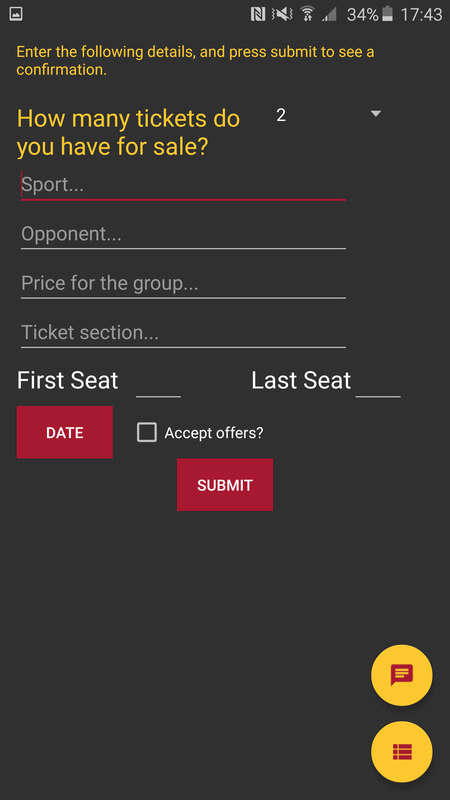 34% 17:43
Enter the following details, and press submit to see a
confirmation.
How many tickets do
you have for sale?
2
Sport...
Opponent...
Price for the group...
Ticket section...
First Seat Last Seat
DATE Accept offers?
SUBMIT